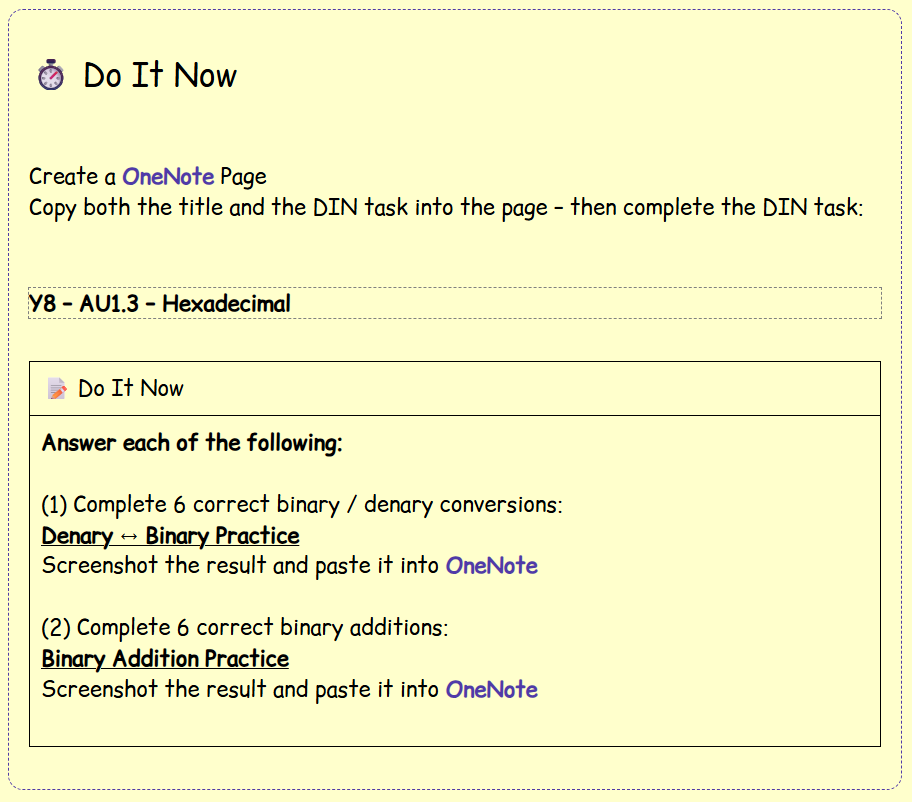 Do It Now
Create a OneNote Page
Copy both the title and the DIN task into the page – then complete the DIN task:
Y8 – AU1.3 – Hexadecimal
Do It Now
Answer each of the following:
(1) Complete 6 correct binary / denary conversions:
Denary ↔ Binary Practice
Screenshot the result and paste it into OneNote
(2) Complete 6 correct binary additions:
Binary Addition Practice
Screenshot the result and paste it into OneNote